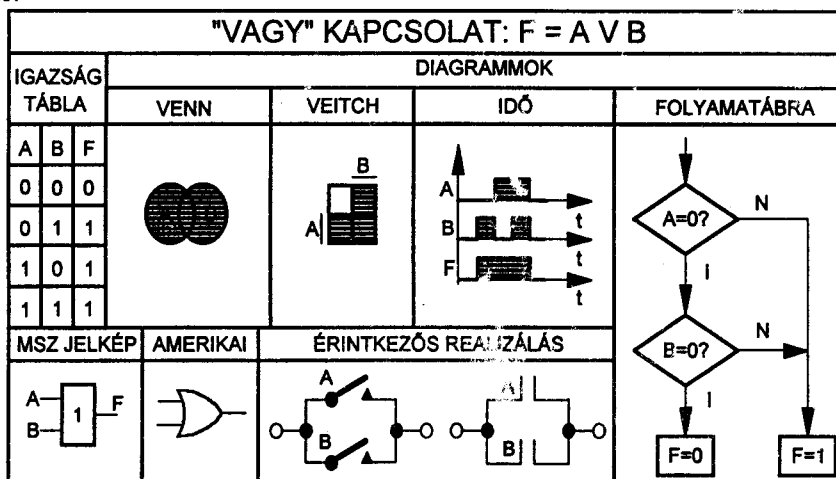 "VAGY" KAPCSOLAT: F = A V B
IGAZSÁG
TÁBLA
DIAGRAMMOK
VENN
VEITCH
IDŐ
FOLYAMATÁBRA
A B F
0 0 0
0 1 1
1 0 1
1 1 1
B
A
A
t
B
t
F
t
A=0?
N
I
B=0?
N
I
F=0
F=1
MSZ JELKÉP
AMERIKAI
ÉRINTKEZŐS REALIZÁLÁS
A
B
1
F
A
B
A
B